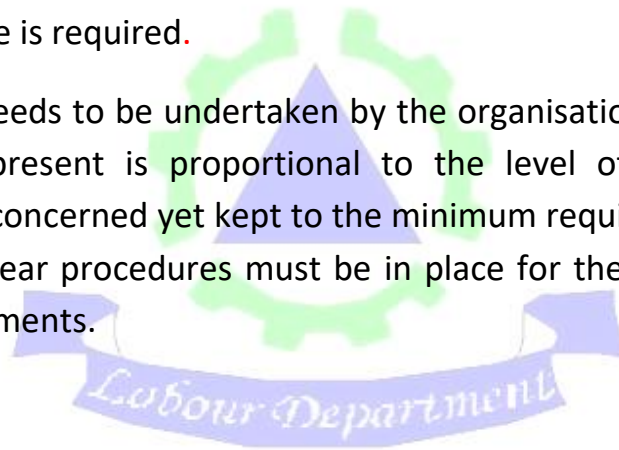 e is required.
eeds to be undertaken by the organisatio
present is proportional to the level of
concerned yet kept to the minimum requi
ear procedures must be in place for the
ments.
Labour Department